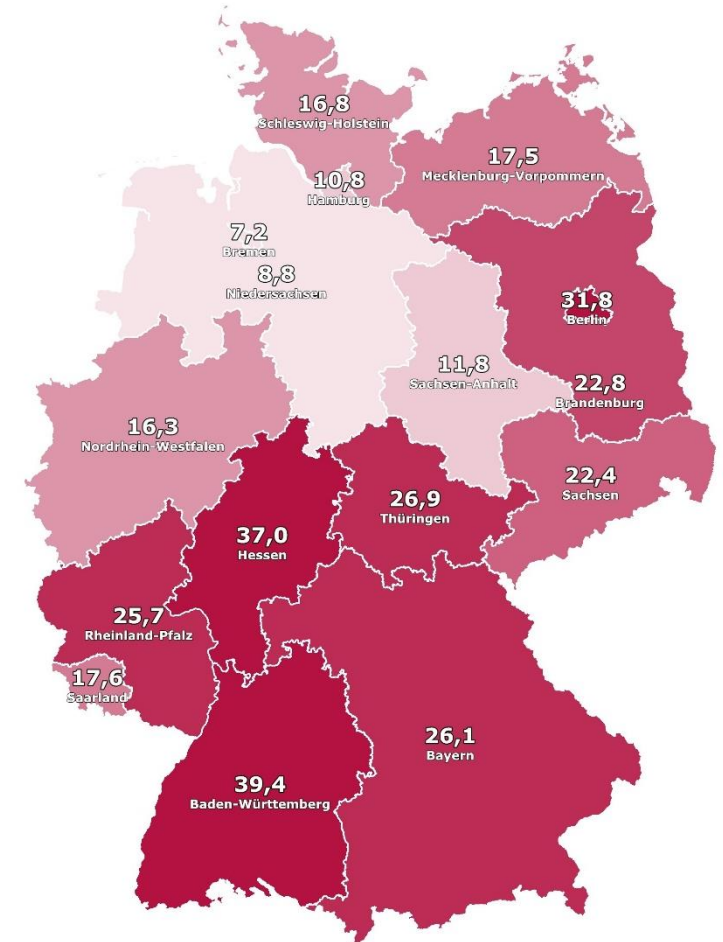 16,8
Schleswig-Holstein
17,5
Mecklenburg-Vorpommern
10,8
Hamburg
7,2
Bremen
8,8
Niedersachsen
31,8
Berlin
11,8
Sachsen-Anhalt
22,8
Brandenburg
16,3
Nordrhein-Westfalen
22,4
Sachsen
26,9
Thüringen
37,0
Hessen
25,7
Rheinland-Pfalz
17,6
Saarland
26,1
Bayern
39,4
Baden-Württemberg